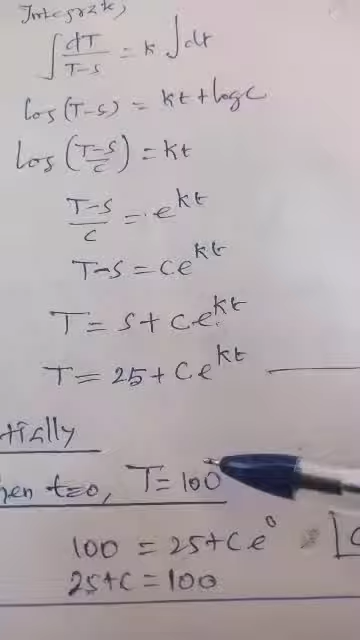 Integrate,
∫ dT/T-S = k ∫ dt
log (T-S) = kt + log c
log (T-S/c) = kt
T-S/c = e^kt
T-S = ce^kt
T = S + ce^kt
T = 25 + ce^kt
tially
hen t=0, T=100
100 = 25 + ce^0
25+c = 100